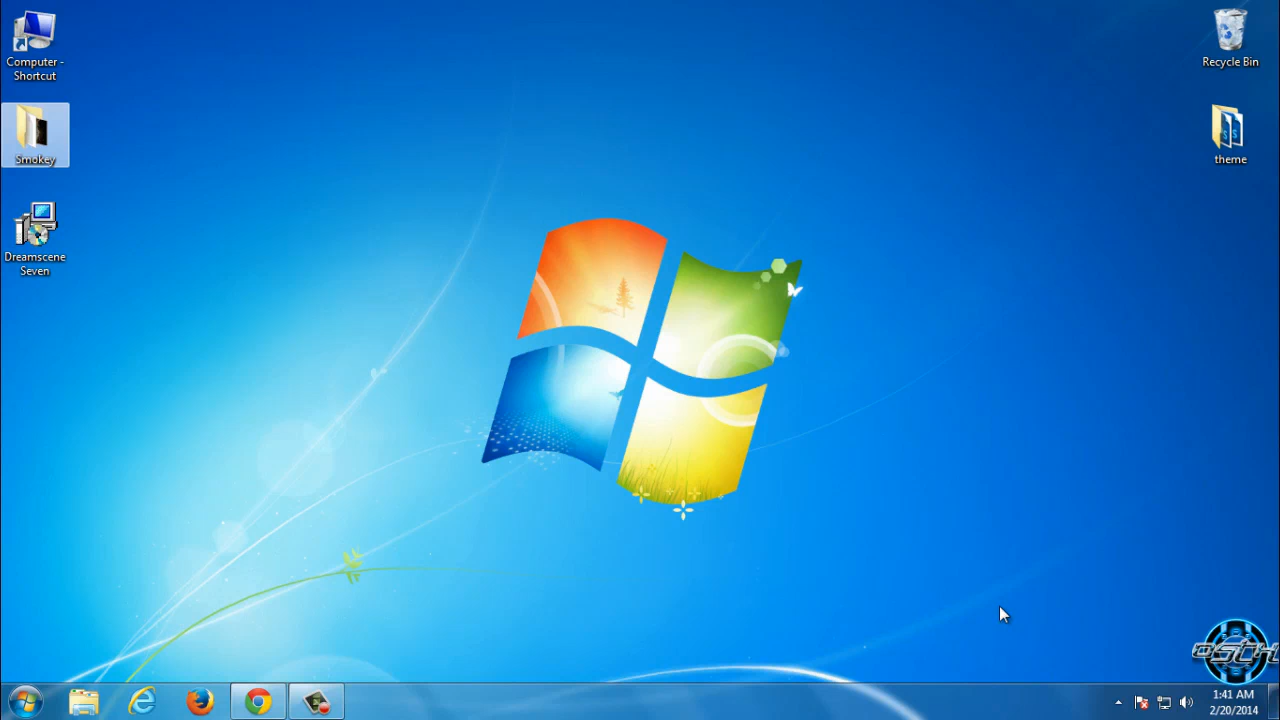 Computer -
Shortcut
Smokey
Dreamscene
Seven
Recycle Bin
S S
theme
1:41 AM
2/20/2014